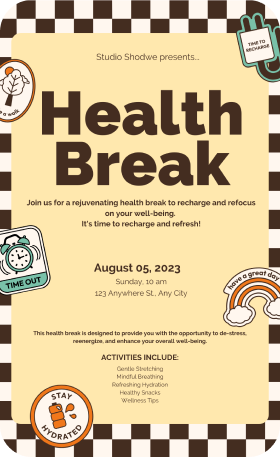 Studio Shodwe presents...
TIME TO
RECHARGE
Health
Break
a walk
Join us for a rejuvenating health break to recharge and refocus
on your well-being.
It's time to recharge and refresh!
TIME OUT
August 05, 2023
Sunday, 10 am
123 Anywhere St., Any City
have a great day
This health break is designed to provide you with the opportunity to de-stress,
reenergize, and enhance your overall well-being.
ACTIVITIES INCLUDE:
Gentle Stretching
Mindful Breathing
Refreshing Hydration
Healthy Snacks
Wellness Tips
STAY
HYDRATED